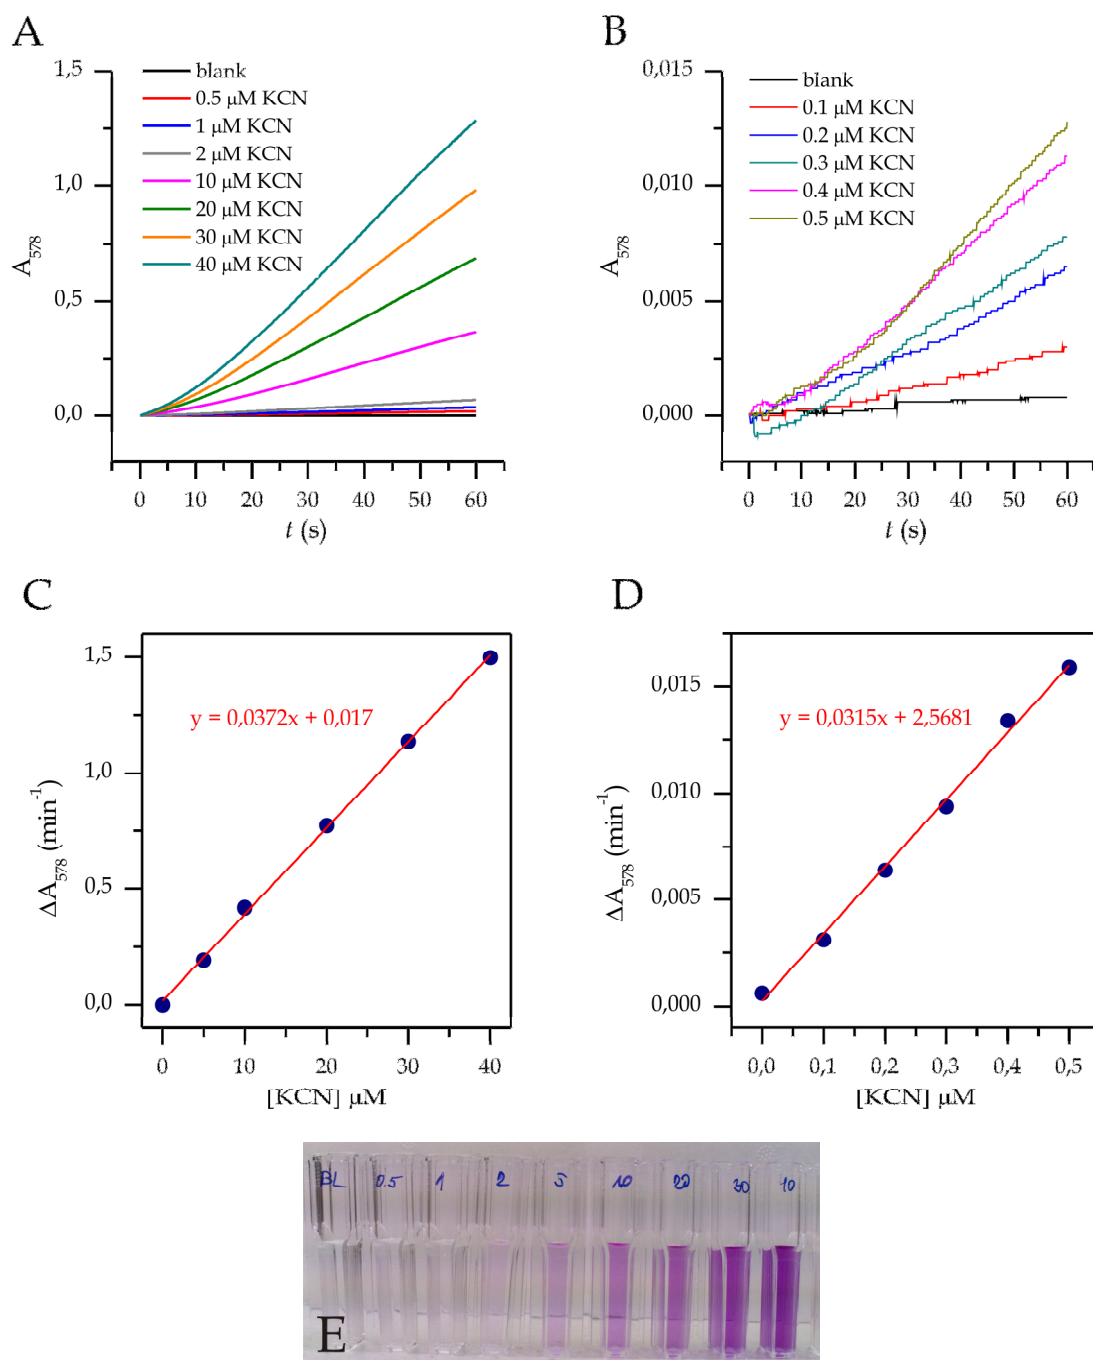 A
1,5
1,0
0,5
0,0
A578
blank
0.5 μM KCN
1 μM KCN
2 μM KCN
10 μM KCN
20 μM KCN
30 μM KCN
40 μM KCN
0 10 20 30 40 50 60
t (s)
B
0,015
0,010
0,005
0,000
A578
blank
0.1 μM KCN
0.2 μM KCN
0.3 μM KCN
0.4 μM KCN
0.5 μM KCN
0 10 20 30 40 50 60
t (s)
C
1,5
1,0
0,5
0,0
ΔA578 (min-1)
y = 0,0372x + 0,017
0 10 20 30 40
[KCN] μM
D
0,015
0,010
0,005
0,000
ΔA578 (min-1)
y = 0,0315x + 2,5681
0,0 0,1 0,2 0,3 0,4 0,5
[KCN] μM
BL 0.5 1 2 5 10 20 30 40
E